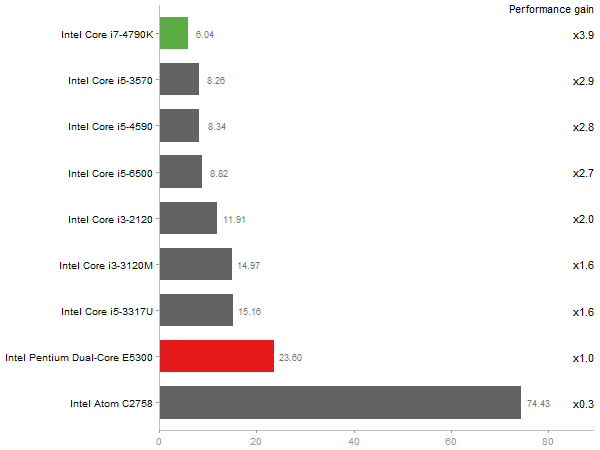 Performance gain
Intel Core i7-4790K 6.04 x3.9
Intel Core i5-3570 8.26 x2.9
Intel Core i5-4590 8.34 x2.8
Intel Core i5-6500 8.82 x2.7
Intel Core i3-2120 11.91 x2.0
Intel Core i3-3120M 14.97 x1.6
Intel Core i5-3317U 15.16 x1.6
Intel Pentium Dual-Core E5300 23.60 x1.0
Intel Atom C2758 74.43 x0.3
0 20 40 60 80